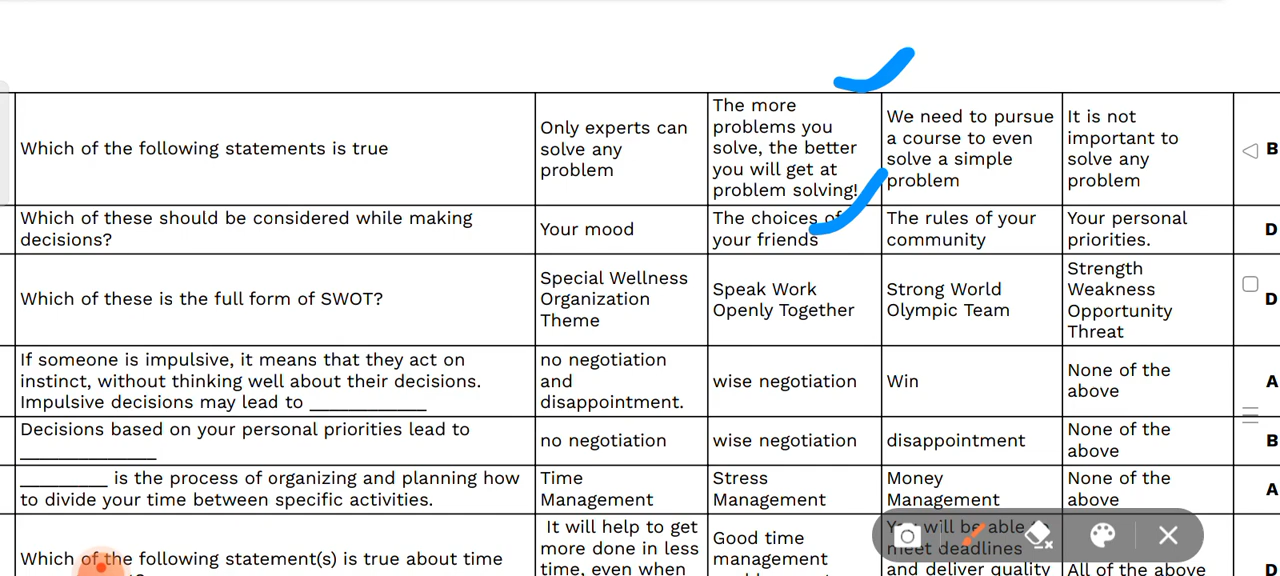 Which of the following statements is true
Only experts can
solve any
problem
The more
problems you
solve, the better
you will get at
problem solving!
We need to pursue
a course to even
solve a simple
problem
It is not
important to
solve any
problem
B
Which of these should be considered while making
decisions?
Your mood
The choices of
your friends
The rules of your
community
Your personal
priorities.
D
Which of these is the full form of SWOT?
Special Wellness
Organization
Theme
Speak Work
Openly Together
Strong World
Olympic Team
Strength
Weakness
Opportunity
Threat
D
If someone is impulsive, it means that they act on
instinct, without thinking well about their decisions.
Impulsive decisions may lead to ____________
no negotiation
and
disappointment.
wise negotiation
Win
None of the
above
A
Decisions based on your personal priorities lead to
______________
no negotiation
wise negotiation
disappointment
None of the
above
B
_________ is the process of organizing and planning how
to divide your time between specific activities.
Time
Management
Stress
Management
Money
Management
None of the
above
A
Which of the following statement(s) is true about time
It will help to get
more done in less
time, even when
Good time
management
You will be able
meet deadlines
and deliver quality
All of the above
D